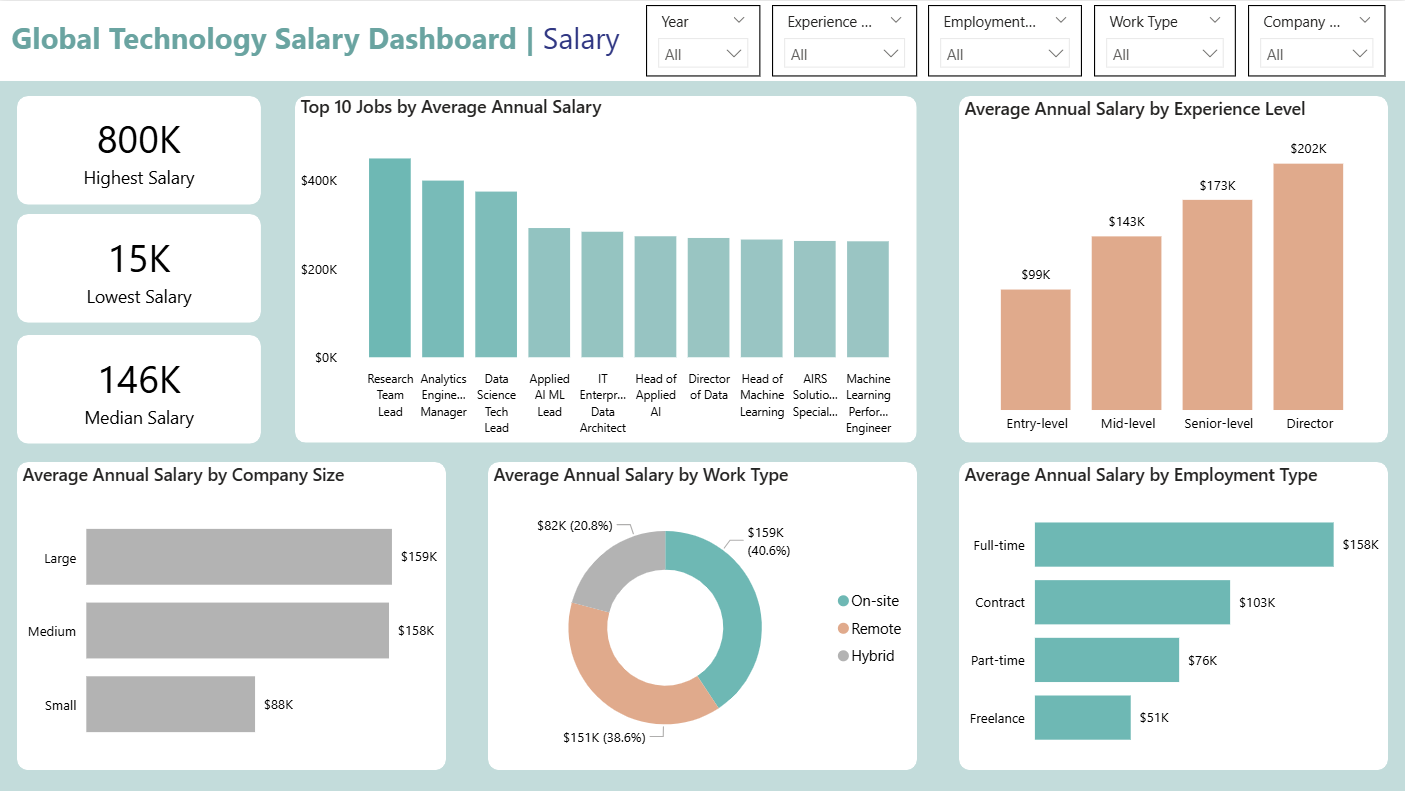 Global Technology Salary Dashboard | Salary
Year
All
Experience ...
All
Employment...
All
Work Type
All
Company ...
All
800K
Highest Salary
15K
Lowest Salary
146K
Median Salary
Top 10 Jobs by Average Annual Salary
$400K
$200K
$0K
Research
Team
Lead
Analytics
Engine...
Manager
Data
Science
Tech
Lead
Applied
AI ML
Lead
IT
Enterpr...
Data
Architect
Head of
Applied
AI
Director
of Data
Head of
Machine
Learning
AIRS
Solutio...
Special...
Machine
Learning
Perfor...
Engineer
Average Annual Salary by Experience Level
$99K
$143K
$173K
$202K
Entry-level
Mid-level
Senior-level
Director
Average Annual Salary by Company Size
Large
$159K
Medium
$158K
Small
$88K
Average Annual Salary by Work Type
$82K (20.8%)
$159K
(40.6%)
$151K (38.6%)
On-site
Remote
Hybrid
Average Annual Salary by Employment Type
Full-time
$158K
Contract
$103K
Part-time
$76K
Freelance
$51K